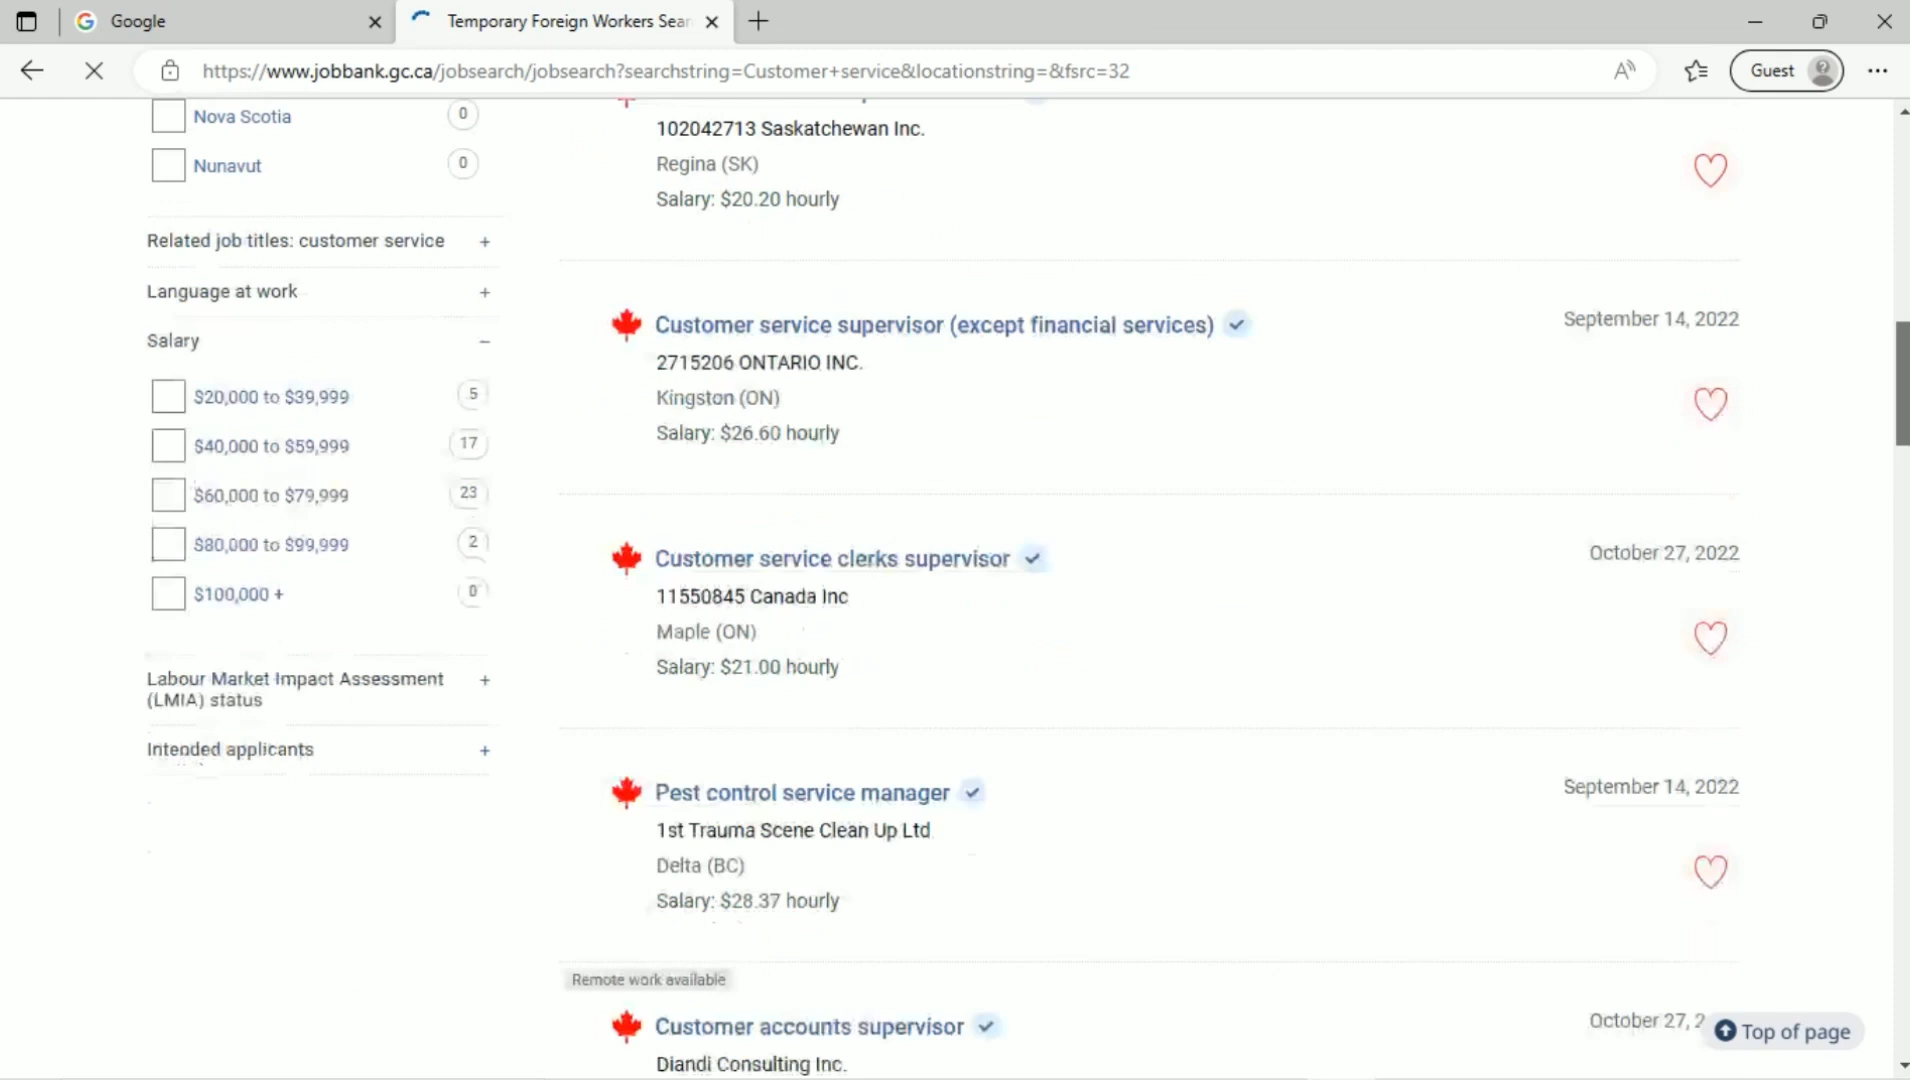 Google
Temporary Foreign Workers Sear
https://www.jobbank.gc.ca/jobsearch/jobsearch?searchstring=Customer+service&locationstring=&fsrc=32
Guest
Nova Scotia 0
Nunavut 0
Related job titles: customer service +
Language at work +
Salary −
$20,000 to $39,999 5
$40,000 to $59,999 17
$60,000 to $79,999 23
$80,000 to $99,999 2
$100,000 + 0
Labour Market Impact Assessment +
(LMIA) status
Intended applicants +
102042713 Saskatchewan Inc.
Regina (SK)
Salary: $20.20 hourly
Customer service supervisor (except financial services)
September 14, 2022
2715206 ONTARIO INC.
Kingston (ON)
Salary: $26.60 hourly
Customer service clerks supervisor
October 27, 2022
11550845 Canada Inc
Maple (ON)
Salary: $21.00 hourly
Pest control service manager
September 14, 2022
1st Trauma Scene Clean Up Ltd
Delta (BC)
Salary: $28.37 hourly
Remote work available
Customer accounts supervisor
October 27, 2
Diandi Consulting Inc.
Top of page